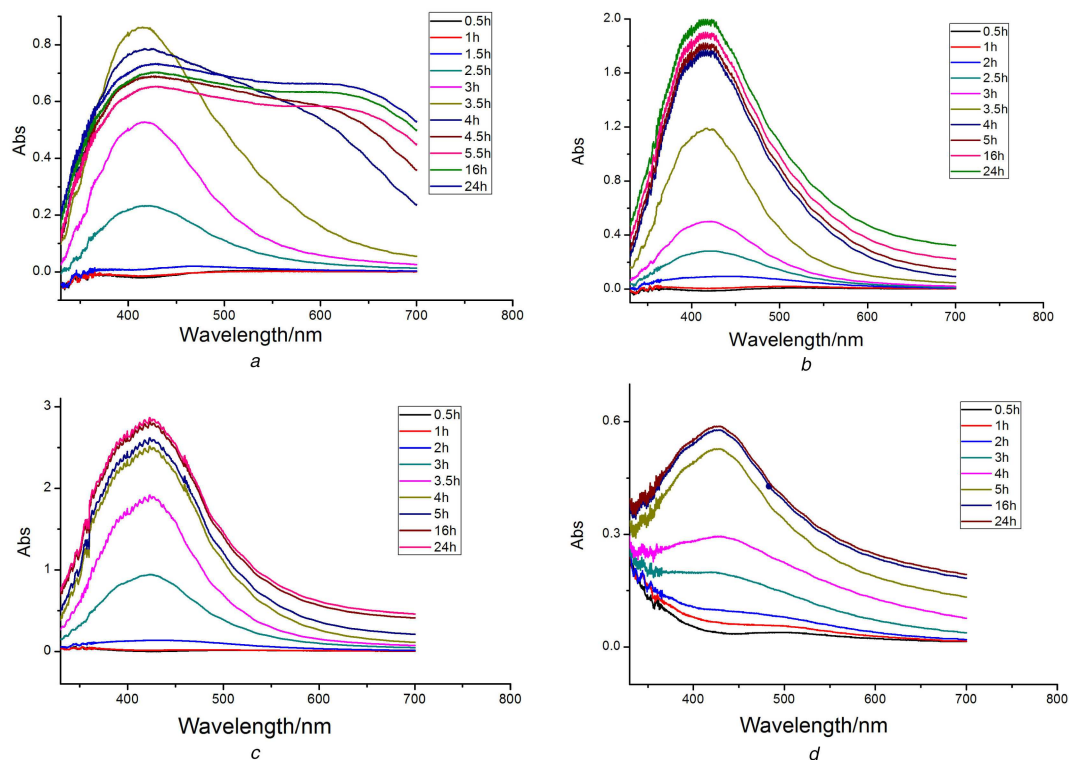 0.8
0.6
0.4
0.2
0.0
Abs
400
500
600
700
800
Wavelength/nm
0.5h
1h
1.5h
2.5h
3h
3.5h
4h
4.5h
5.5h
16h
24h
a
2.0
1.6
1.2
0.8
0.4
0.0
Abs
400
500
600
700
800
Wavelength/nm
0.5h
1h
2h
2.5h
3h
3.5h
4h
5h
16h
24h
b
3
2
1
0
Abs
400
500
600
700
800
Wavelength/nm
0.5h
1h
2h
3h
3.5h
4h
5h
16h
24h
c
0.6
0.3
0.0
Abs
400
500
600
700
800
Wavelength/nm
0.5h
1h
2h
3h
4h
5h
16h
24h
d